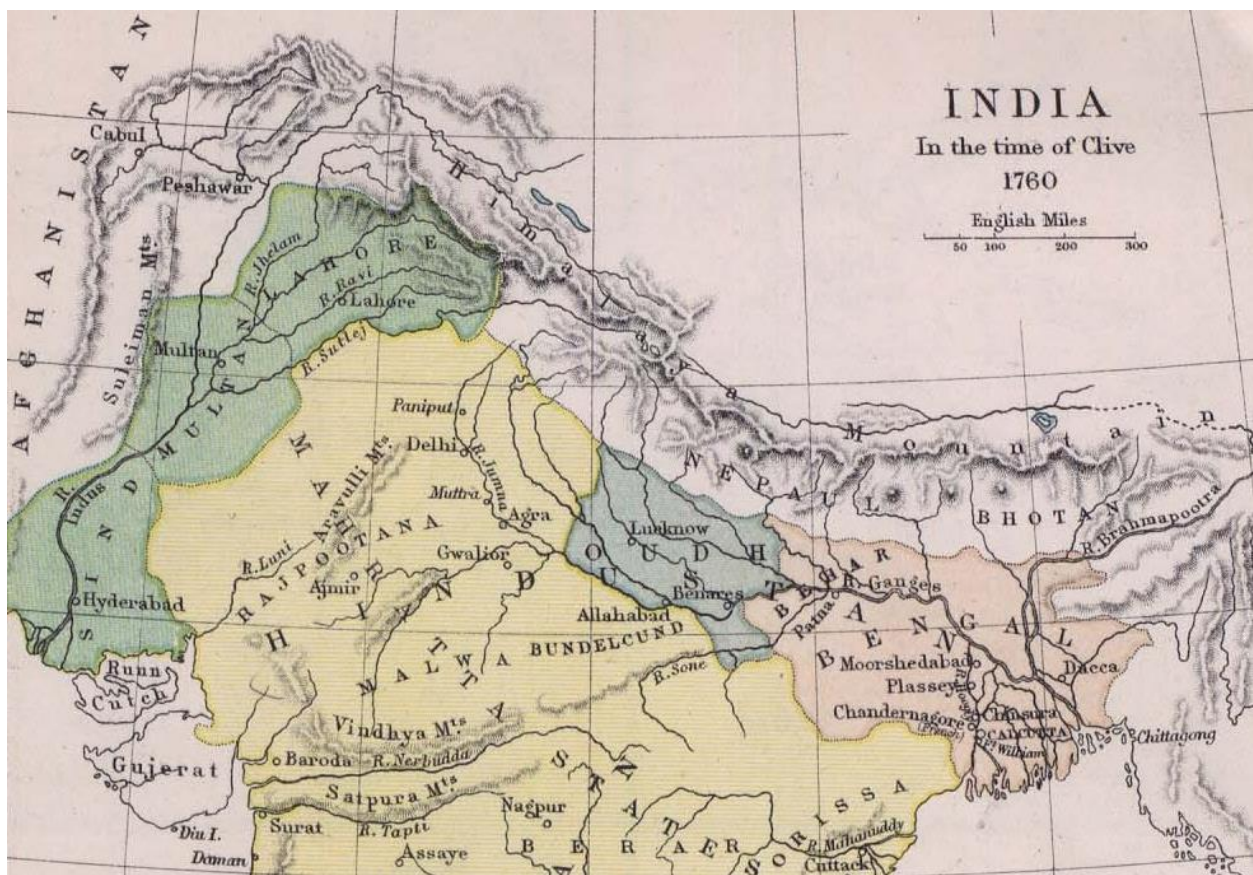 INDIA
In the time of Clive
1760
English Miles
50 100 200 300
AFGHANISTAN
Cabul
Peshawar
Himalaya Mountain
Suleiman Mts.
R. Jhelam
LAHORE
R. Ravi
Lahore
MULTAN
Multan
R. Sutlej
R. Indus
SIND
Hyderabad
Paniput
Delhi
R. Jumna
Muttra
Agra
Aravulli Mts.
R. Luni
RAJPOOTANA
Ajmir
Gwalior
MAHRATTA STATES
HINDUSTAN
NEPAUL
BHOTAN
R. Brahmapootra
OUDH
Lucknow
Benares
Allahabad
BUNDELCUND
BEHAR
R. Ganges
Patna
BENGAL
R. Sone
Moorshedabad
Plassey
R. Hoogly
Chandernagore
(French)
Chinsura
CALCUTTA
Ft. William
Dacca
Chittagong
Runn
Cutch
Gujerat
Diu I.
Daman
MALWA
Vindhya Mts.
Baroda
R. Nerbudda
Satpura Mts.
Surat
R. Tapti
Nagpur
Assaye
BERAR
ORISSA
R. Mahanuddy
Cuttack